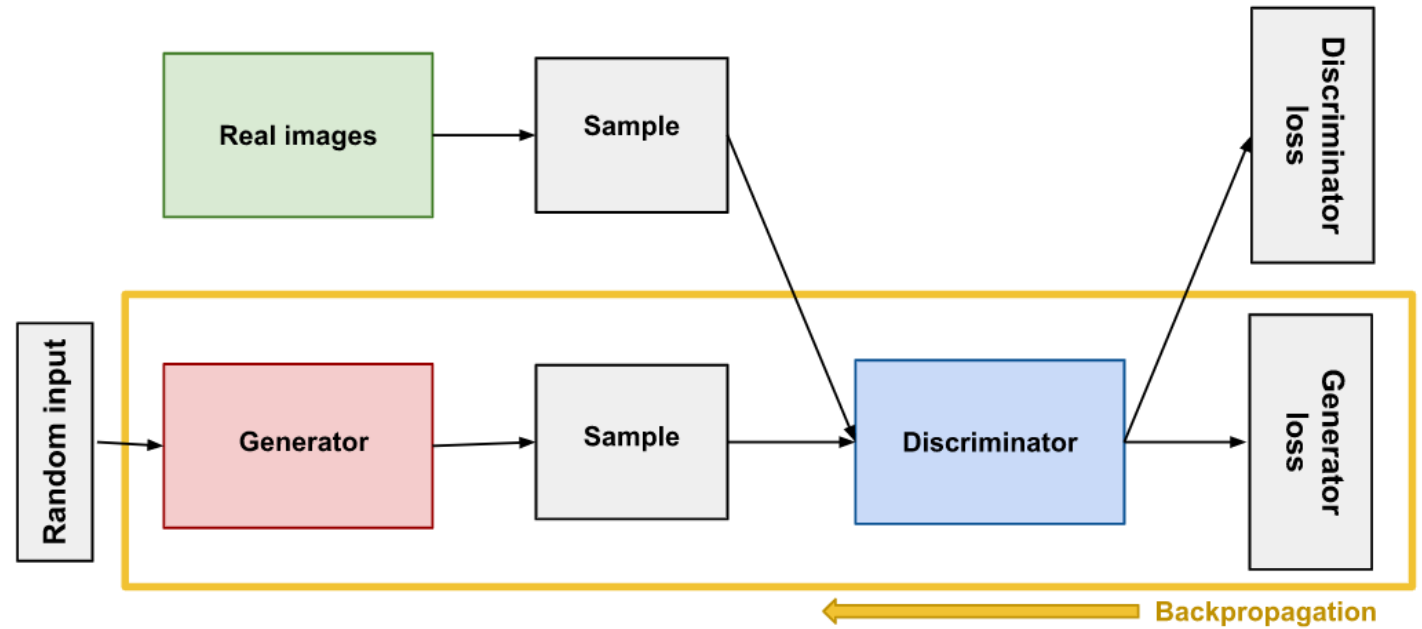 Real images
Sample
Discriminator
loss
Random input
Generator
Sample
Discriminator
Generator
loss
Backpropagation